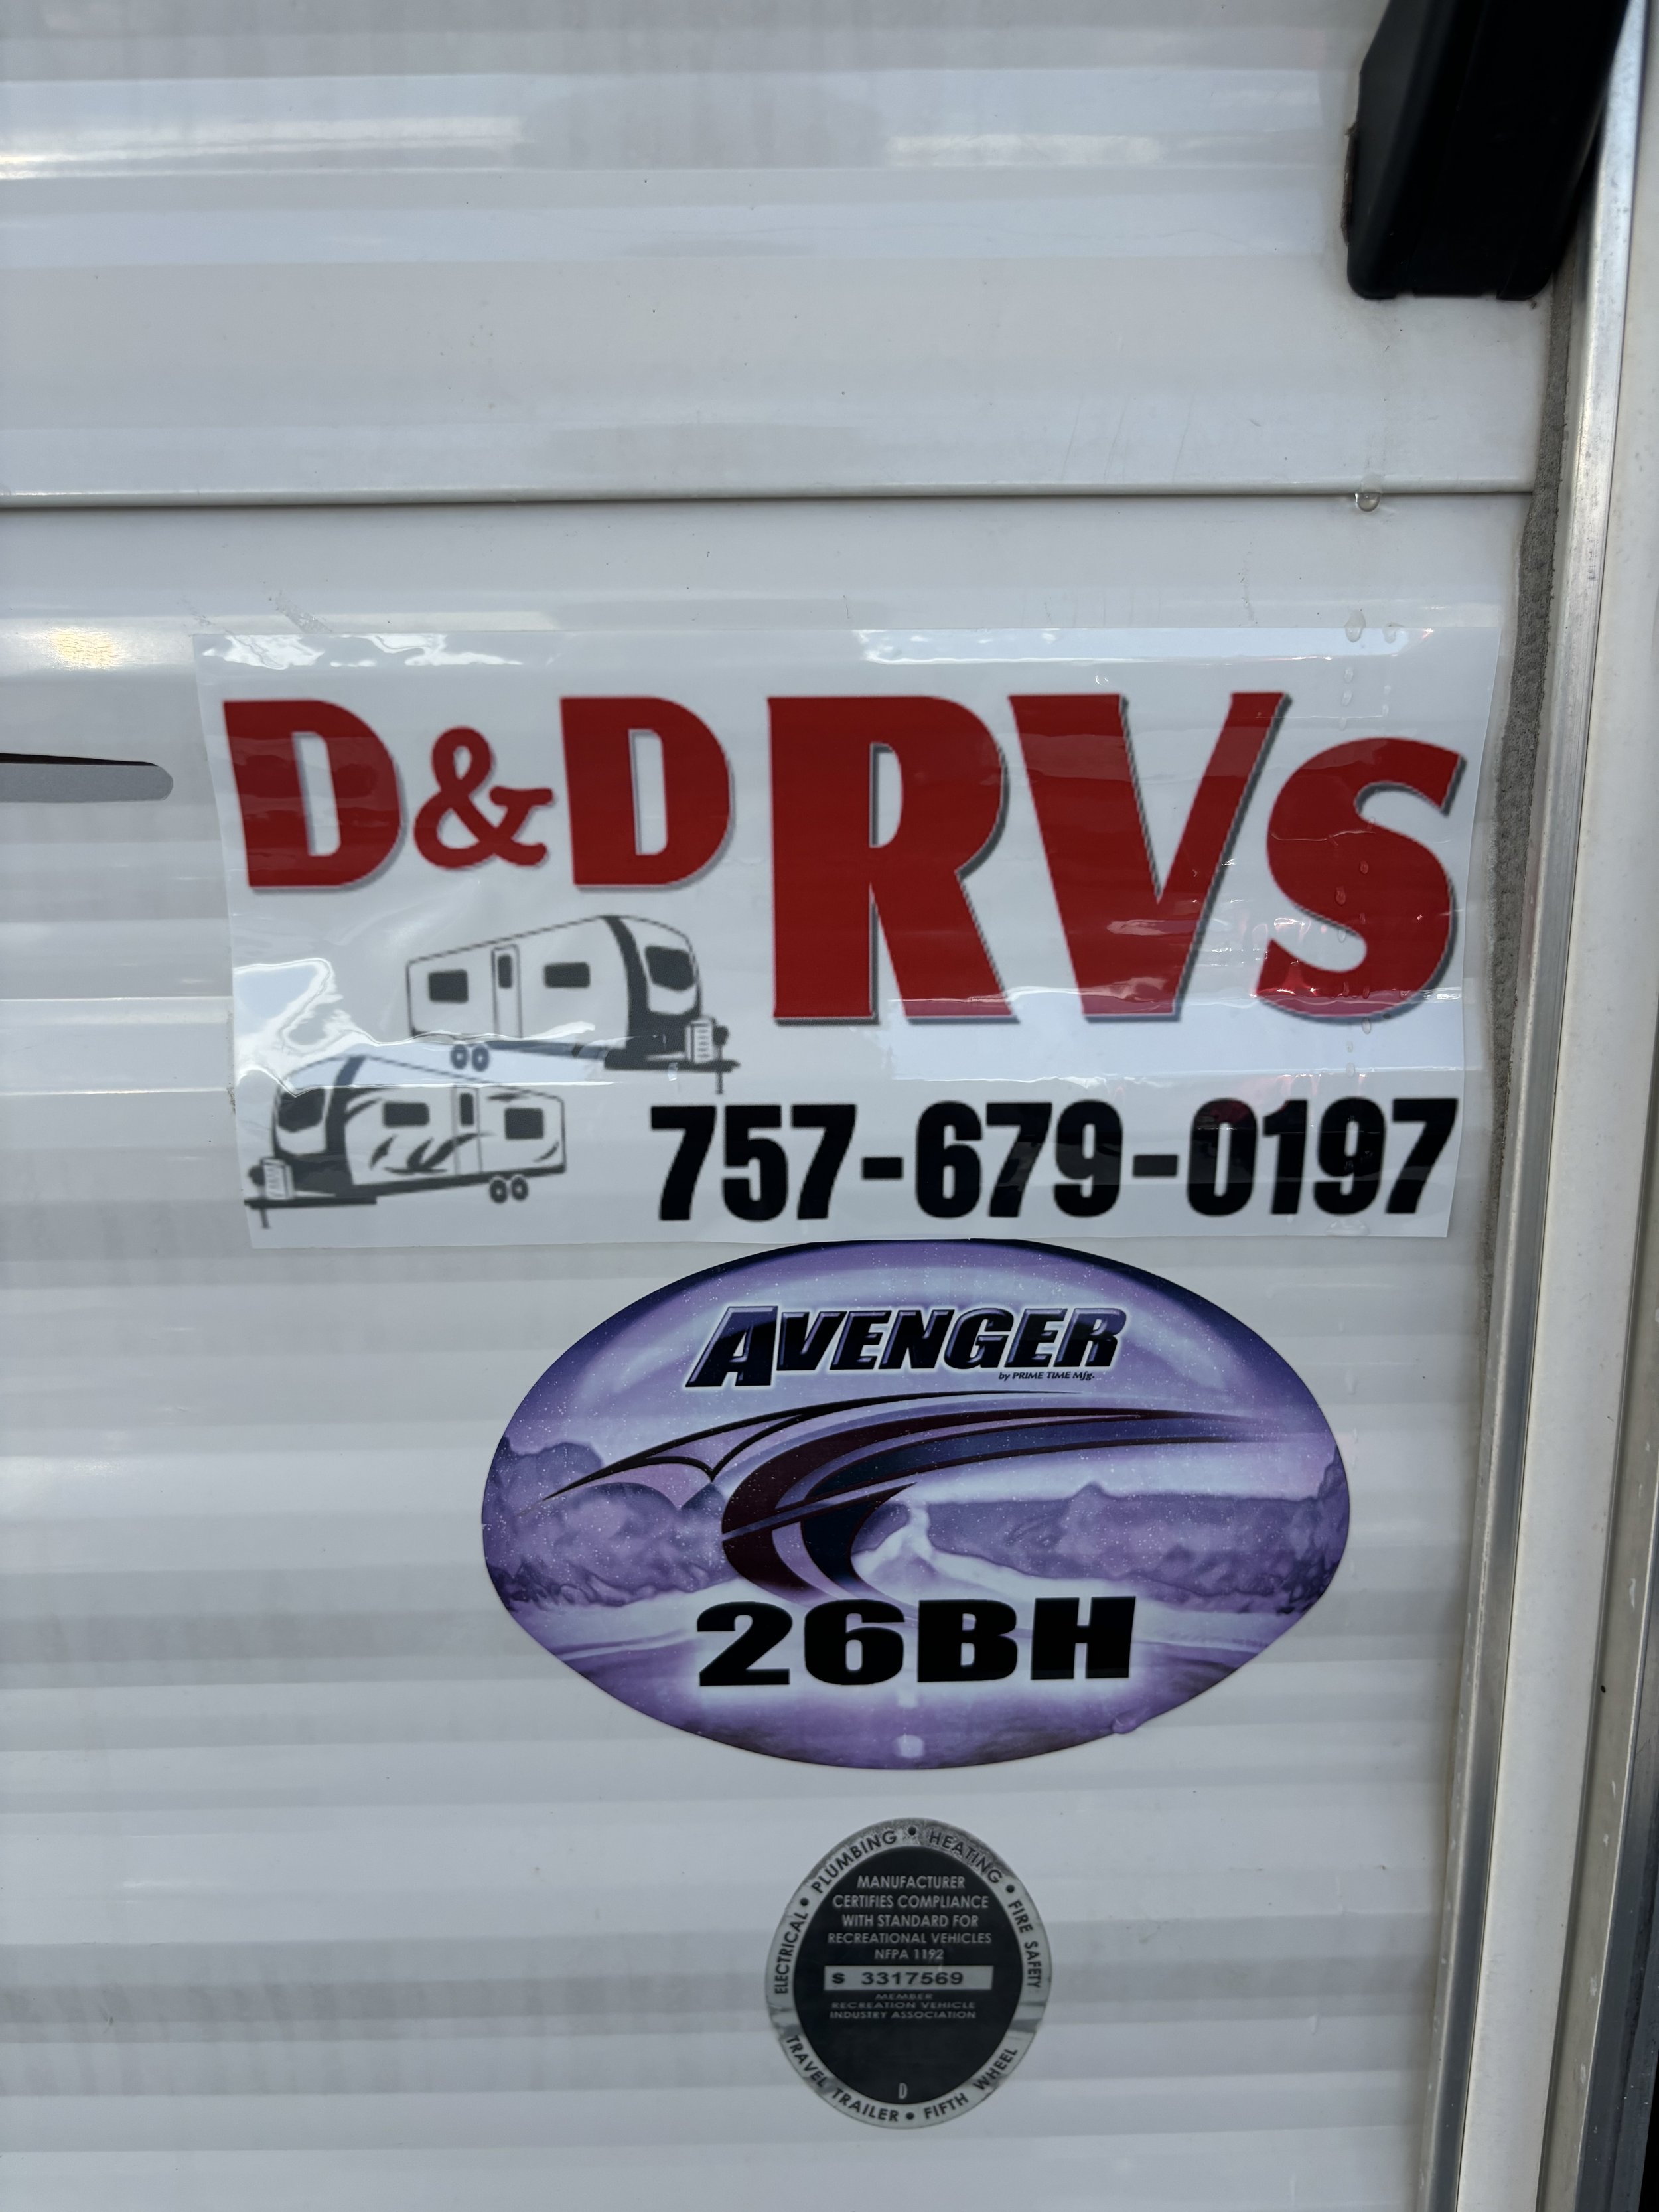 D&D RVs
757-679-0197
AVENGER
by PRIME TIME Mfg.
26BH
ELECTRICAL • PLUMBING • HEATING • FIRE SAFETY
MANUFACTURER
CERTIFIES COMPLIANCE
WITH STANDARD FOR
RECREATIONAL VEHICLES
NFPA 1192
S 3317569
MEMBER
RECREATION VEHICLE
INDUSTRY ASSOCIATION
D
TRAVEL TRAILER • FIFTH WHEEL